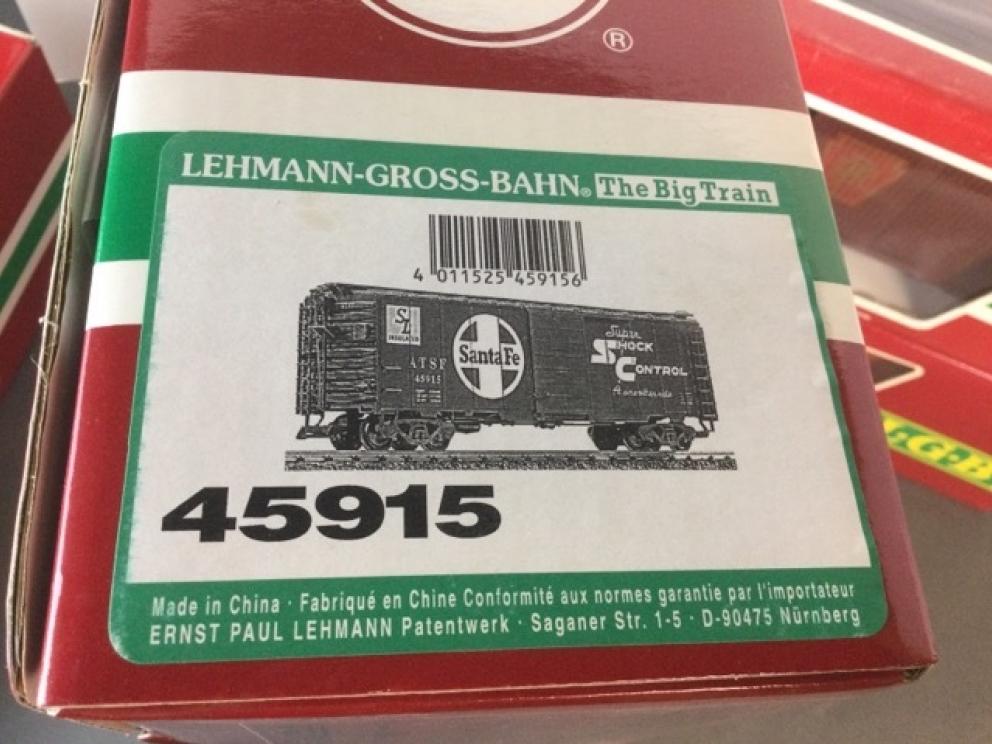 ®
LEHMANN-GROSS-BAHN® The Big Train
4 011525 459156
SL
INSULATED
ATSF
45915
Santa Fe
Super
SHOCK
CONTROL
45915
Made in China · Fabriqué en Chine Conformité aux normes garantie par l'importateur
ERNST PAUL LEHMANN Patentwerk · Saganer Str. 1-5 · D-90475 Nürnberg
L·G·B